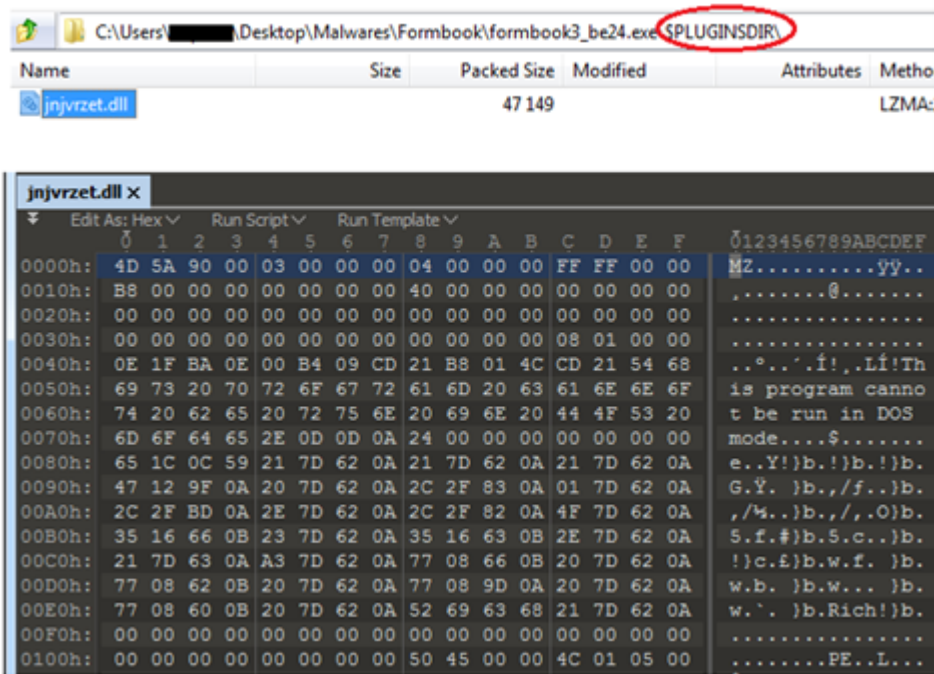 C:\Users\ \Desktop\Malwares\Formbook\formbook3_be24.exe\$PLUGINSDIR\
Name Size Packed Size Modified Attributes Metho
jnjvrzet.dll 47 149 LZMA:
jnjvrzet.dll ×
Edit As: Hex Run Script Run Template
0 1 2 3 4 5 6 7 8 9 A B C D E F 0123456789ABCDEF
0000h: 4D 5A 90 00 03 00 00 00 04 00 00 00 FF FF 00 00 MZ..........ÿÿ..
0010h: B8 00 00 00 00 00 00 00 40 00 00 00 00 00 00 00 ¸.......@.......
0020h: 00 00 00 00 00 00 00 00 00 00 00 00 00 00 00 00 ................
0030h: 00 00 00 00 00 00 00 00 00 00 00 00 08 01 00 00 ................
0040h: 0E 1F BA 0E 00 B4 09 CD 21 B8 01 4C CD 21 54 68 ..º..´.Í!¸.LÍ!Th
0050h: 69 73 20 70 72 6F 67 72 61 6D 20 63 61 6E 6E 6F is program canno
0060h: 74 20 62 65 20 72 75 6E 20 69 6E 20 44 4F 53 20 t be run in DOS
0070h: 6D 6F 64 65 2E 0D 0D 0A 24 00 00 00 00 00 00 00 mode....$.......
0080h: 65 1C 0C 59 21 7D 62 0A 21 7D 62 0A 21 7D 62 0A e..Y!}b.!}b.!}b.
0090h: 47 12 9F 0A 20 7D 62 0A 2C 2F 83 0A 01 7D 62 0A G.Ÿ. }b.,/ƒ..}b.
00A0h: 2C 2F BD 0A 2E 7D 62 0A 2C 2F 82 0A 4F 7D 62 0A ,/½..}b.,/‚.O}b.
00B0h: 35 16 66 0B 23 7D 62 0A 35 16 63 0B 2E 7D 62 0A 5.f.#}b.5.c..}b.
00C0h: 21 7D 63 0A A3 7D 62 0A 77 08 66 0B 20 7D 62 0A !}c.£}b.w.f. }b.
00D0h: 77 08 62 0B 20 7D 62 0A 77 08 9D 0A 20 7D 62 0A w.b. }b.w... }b.
00E0h: 77 08 60 0B 20 7D 62 0A 52 69 63 68 21 7D 62 0A w.`. }b.Rich!}b.
00F0h: 00 00 00 00 00 00 00 00 00 00 00 00 00 00 00 00 ................
0100h: 00 00 00 00 00 00 00 00 50 45 00 00 4C 01 05 00 ........PE..L...